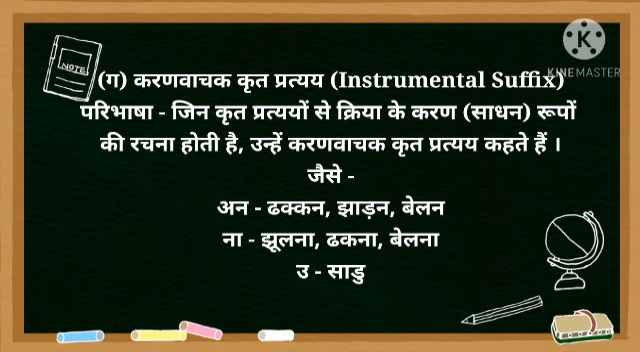 KINEMASTER
NOTE
(ग) करणवाचक कृत प्रत्यय (Instrumental Suffix)
परिभाषा - जिन कृत प्रत्ययों से क्रिया के करण (साधन) रूपों
की रचना होती है, उन्हें करणवाचक कृत प्रत्यय कहते हैं ।
जैसे -
अन - ढक्कन, झाड़न, बेलन
ना - झूलना, ढकना, बेलना
उ - साडु